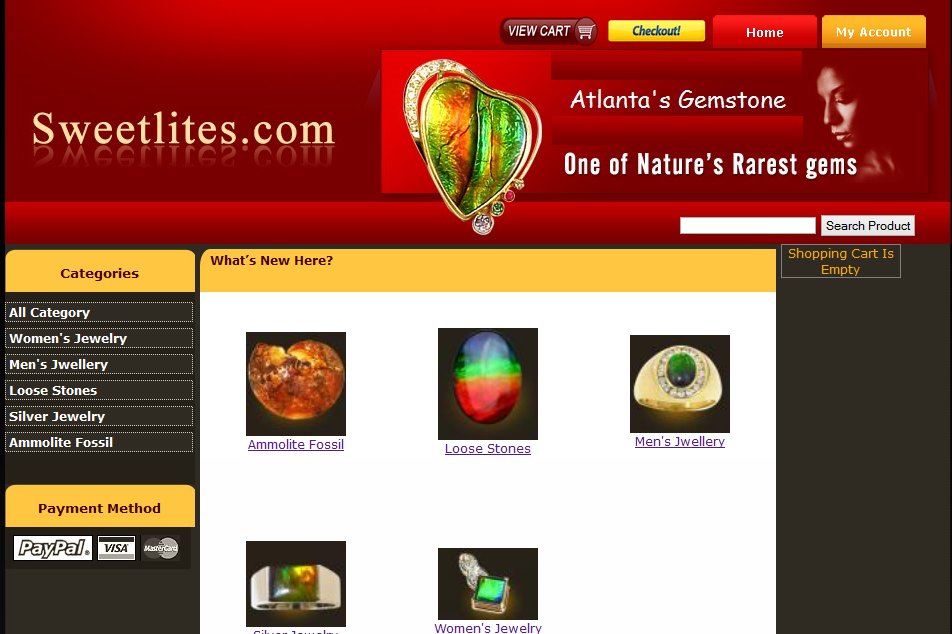 VIEW CART
Checkout!
Home
My Account
Sweetlites.com
Atlanta's Gemstone
One of Nature's Rarest gems
Search Product
Categories
What's New Here?
Shopping Cart Is
Empty
All Category
Women's Jewelry
Men's Jwellery
Loose Stones
Silver Jewelry
Ammolite Fossil
Ammolite Fossil
Loose Stones
Men's Jwellery
Payment Method
PayPal
VISA
MasterCard
Silver Jewelry
Women's Jewelry